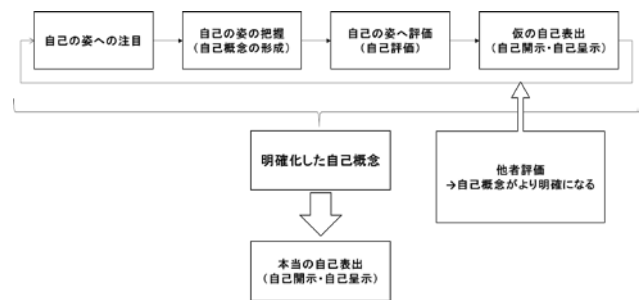 自己の姿への注目
自己の姿の把握
(自己概念の形成)
自己の姿へ評価
(自己評価)
仮の自己表出
(自己開示・自己呈示)
明確化した自己概念
他者評価
→自己概念がより明確になる
本当の自己表出
(自己開示・自己呈示)